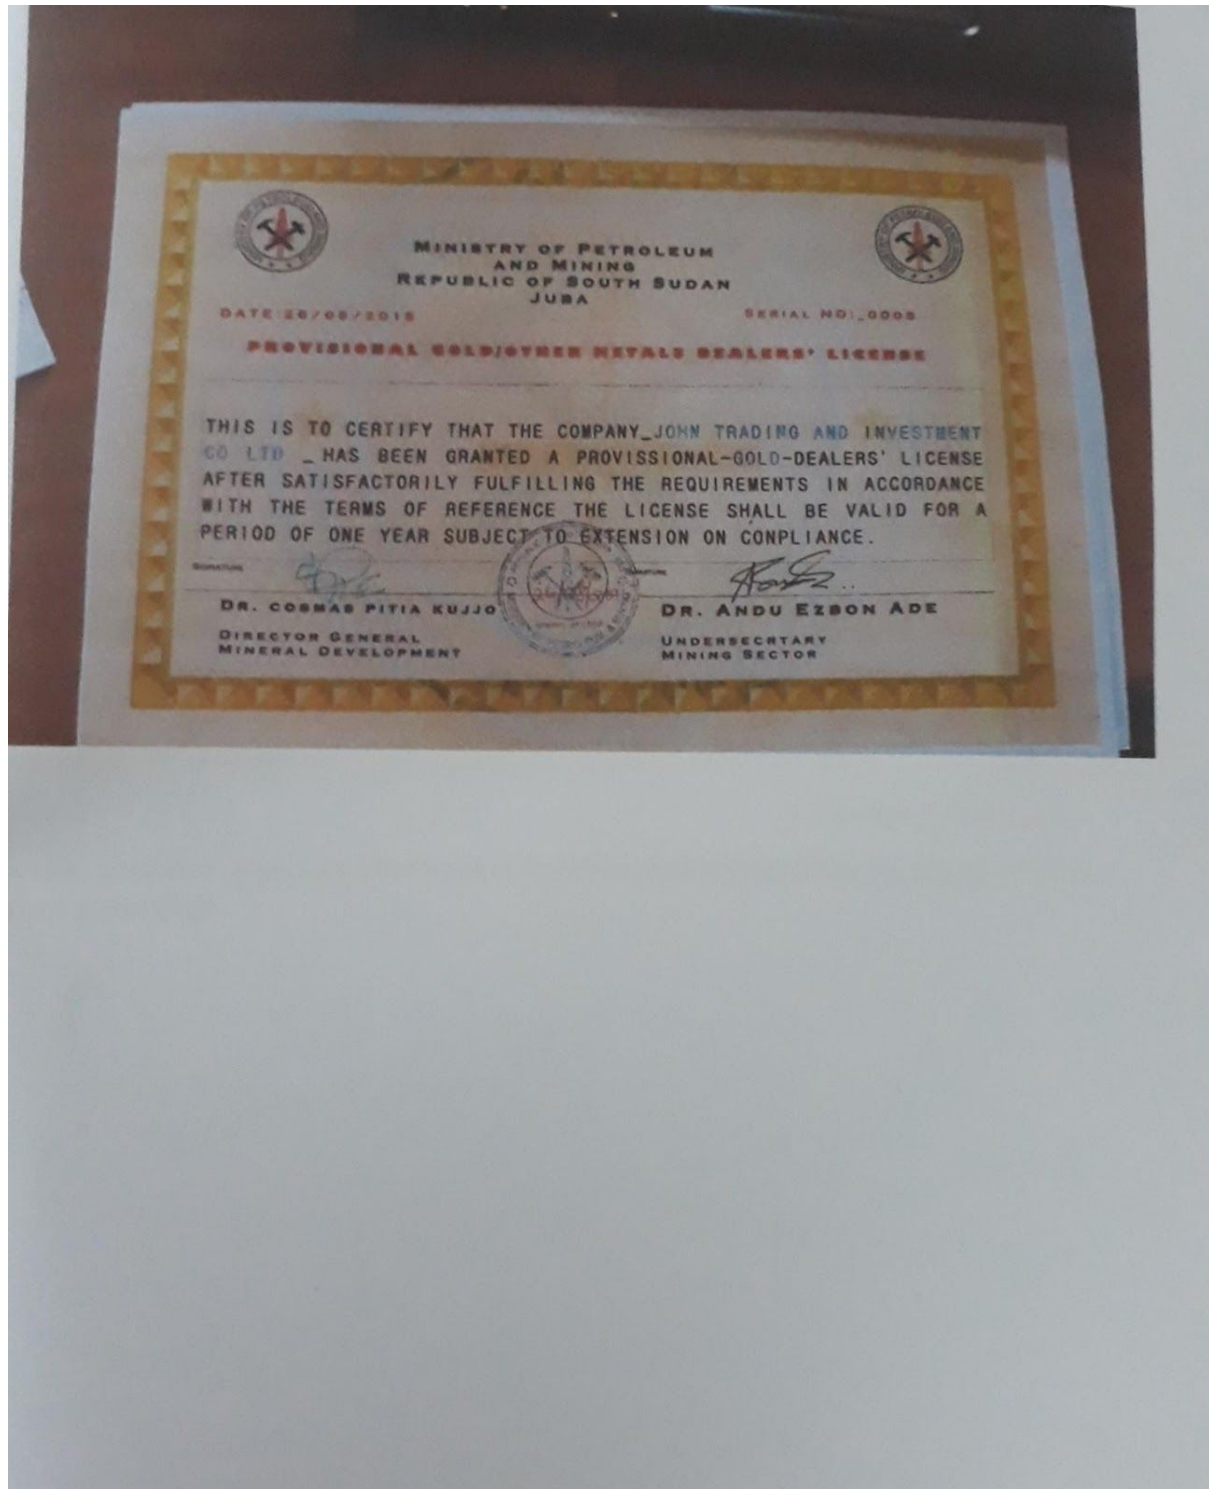 MINISTRY OF PETROLEUM
AND MINING
REPUBLIC OF SOUTH SUDAN
JUBA
DATE
SERIAL NO:
PROVISIONAL GOLD/OTHER METALS DEALERS' LICENSE
THIS IS TO CERTIFY THAT THE COMPANY_JOHN TRADING AND INVESTMENT
CO LTD _HAS BEEN GRANTED A PROVISSIONAL-GOLD-DEALERS' LICENSE
AFTER SATISFACTORILY FULFILLING THE REQUIREMENTS IN ACCORDANCE
WITH THE TERMS OF REFERENCE THE LICENSE SHALL BE VALID FOR A
PERIOD OF ONE YEAR SUBJECT TO EXTENSION ON CONPLIANCE.
SIGNATURE SIGNATURE
DR. COSMAS PITIA KUJJO DR. ANDU EZBON ADE
DIRECTOR GENERAL UNDERSECRTARY
MINERAL DEVELOPMENT MINING SECTOR